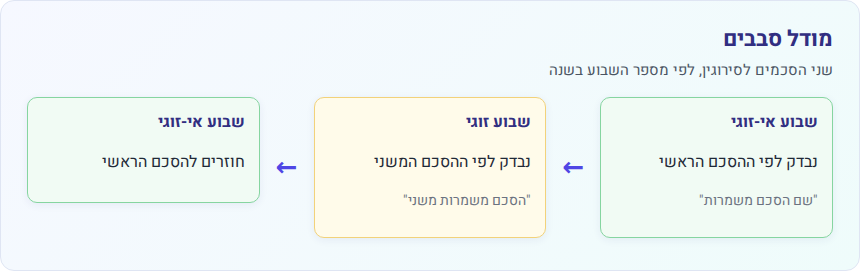 מודל סבבים
שני הסכמים לסירוגין, לפי מספר השבוע בשנה
שבוע אי-זוגי
נבדק לפי ההסכם הראשי
"שם הסכם משמרות"
←
שבוע זוגי
נבדק לפי ההסכם המשני
"הסכם משמרות משני"
←
שבוע אי-זוגי
חוזרים להסכם הראשי